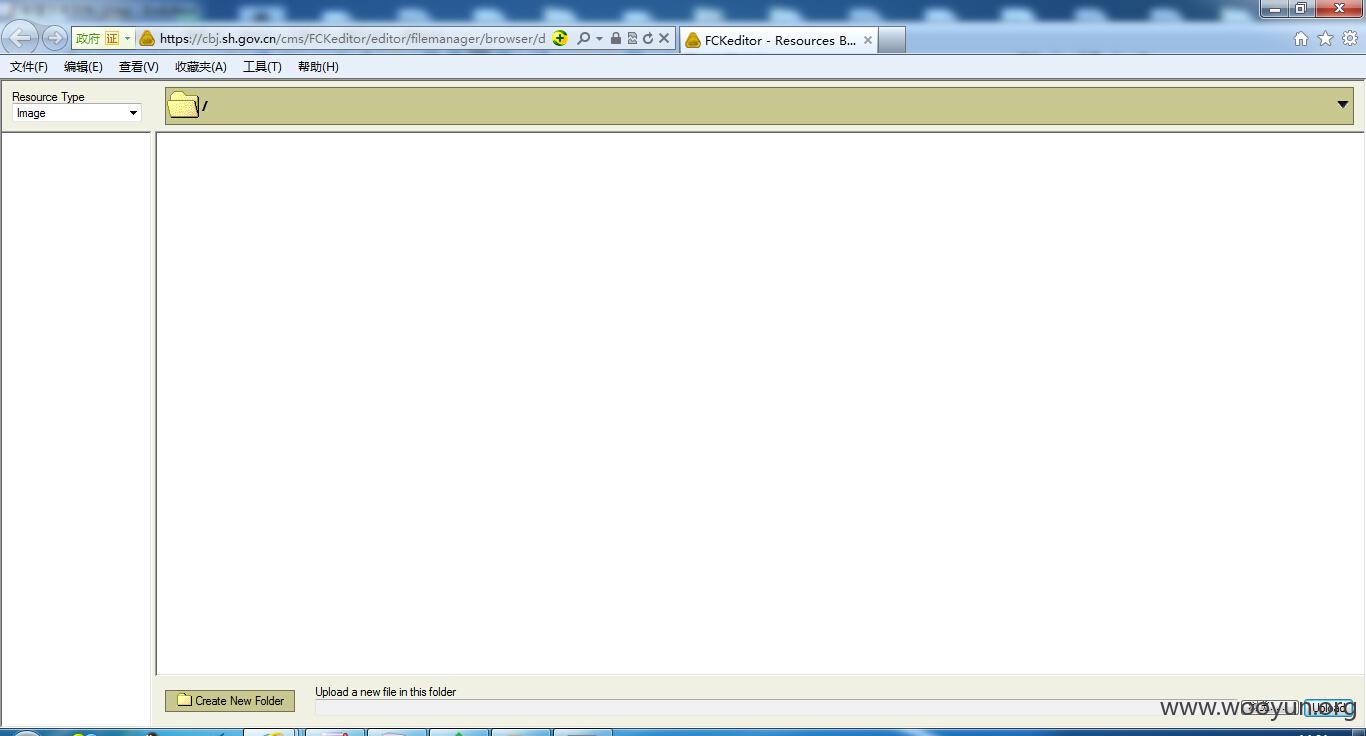 政府 证 https://cbj.sh.gov.cn/cms/FCKeditor/editor/filemanager/browser/d
FCKeditor - Resources B...
文件(F) 编辑(E) 查看(V) 收藏夹(A) 工具(T) 帮助(H)
Resource Type
Image
/
Create New Folder
Upload a new file in this folder
Upload
www.wooyun.org